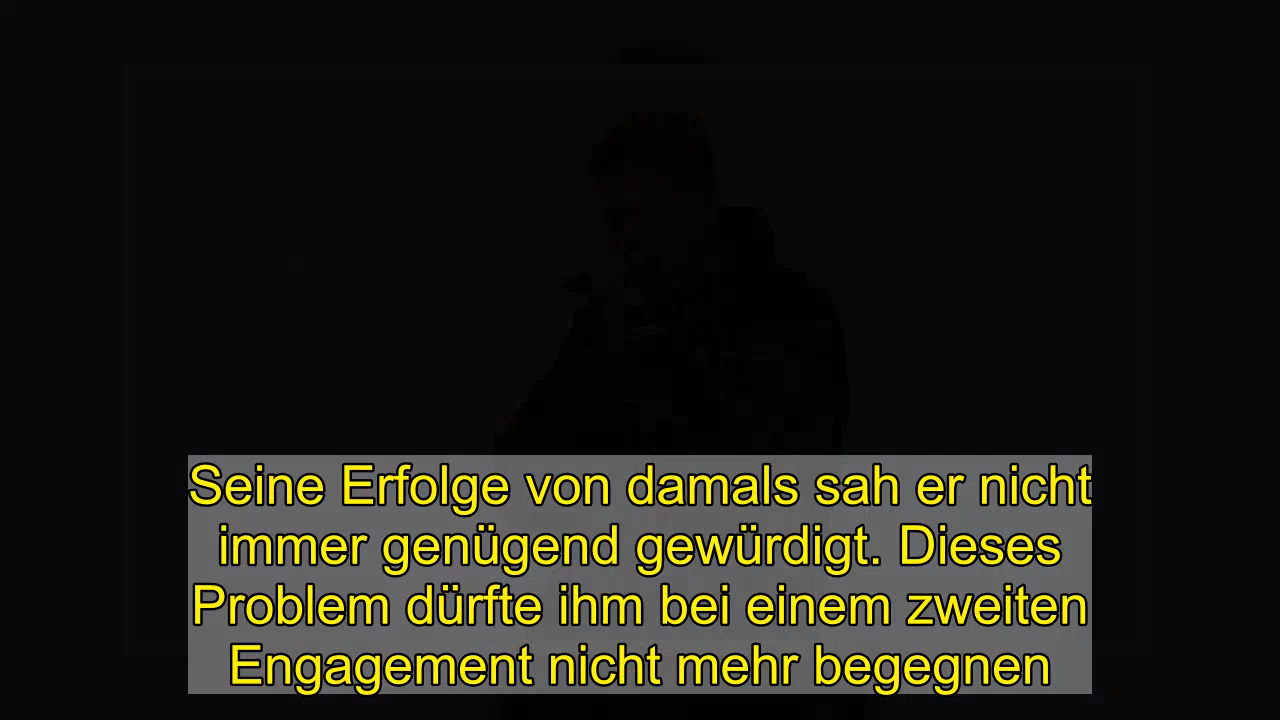 Seine Erfolge von damals sah er nicht
immer genügend gewürdigt. Dieses
Problem dürfte ihm bei einem zweiten
Engagement nicht mehr begegnen